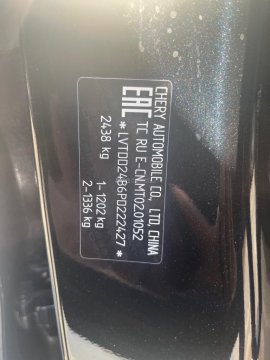 CHERY AUTOMOBILE CO., LTD, CHINA
EAC TC RU E-CN.MT02.01052
*LVTDD24B6PD222427*
2438 kg
1-1202 kg
2-1336 kg